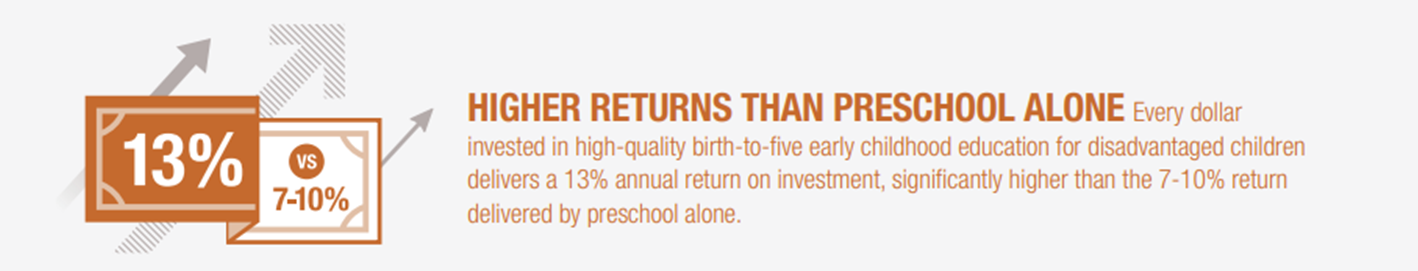 13%
VS
7-10%
HIGHER RETURNS THAN PRESCHOOL ALONE Every dollar
invested in high-quality birth-to-five early childhood education for disadvantaged children
delivers a 13% annual return on investment, significantly higher than the 7-10% return
delivered by preschool alone.